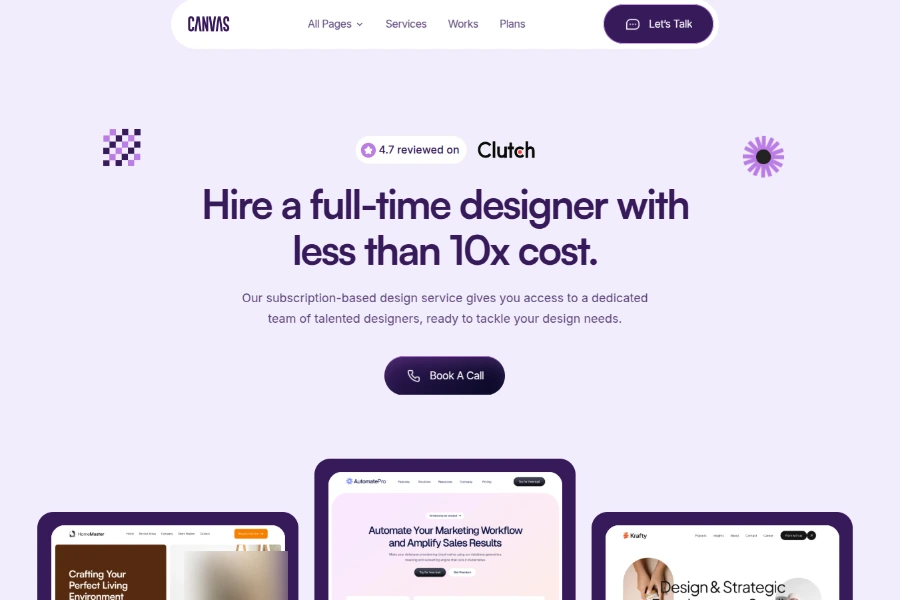 CANVAS
All Pages
Services
Works
Plans
Let's Talk
4.7 reviewed on
Clutch
Hire a full-time designer with
less than 10x cost.
Our subscription-based design service gives you access to a dedicated
team of talented designers, ready to tackle your design needs.
Book A Call
AutomatePro
Automate Your Marketing Workflow
and Amplify Sales Results
HomeMaster
Crafting Your
Perfect Living
Environment
Krafty
Design & Strategic